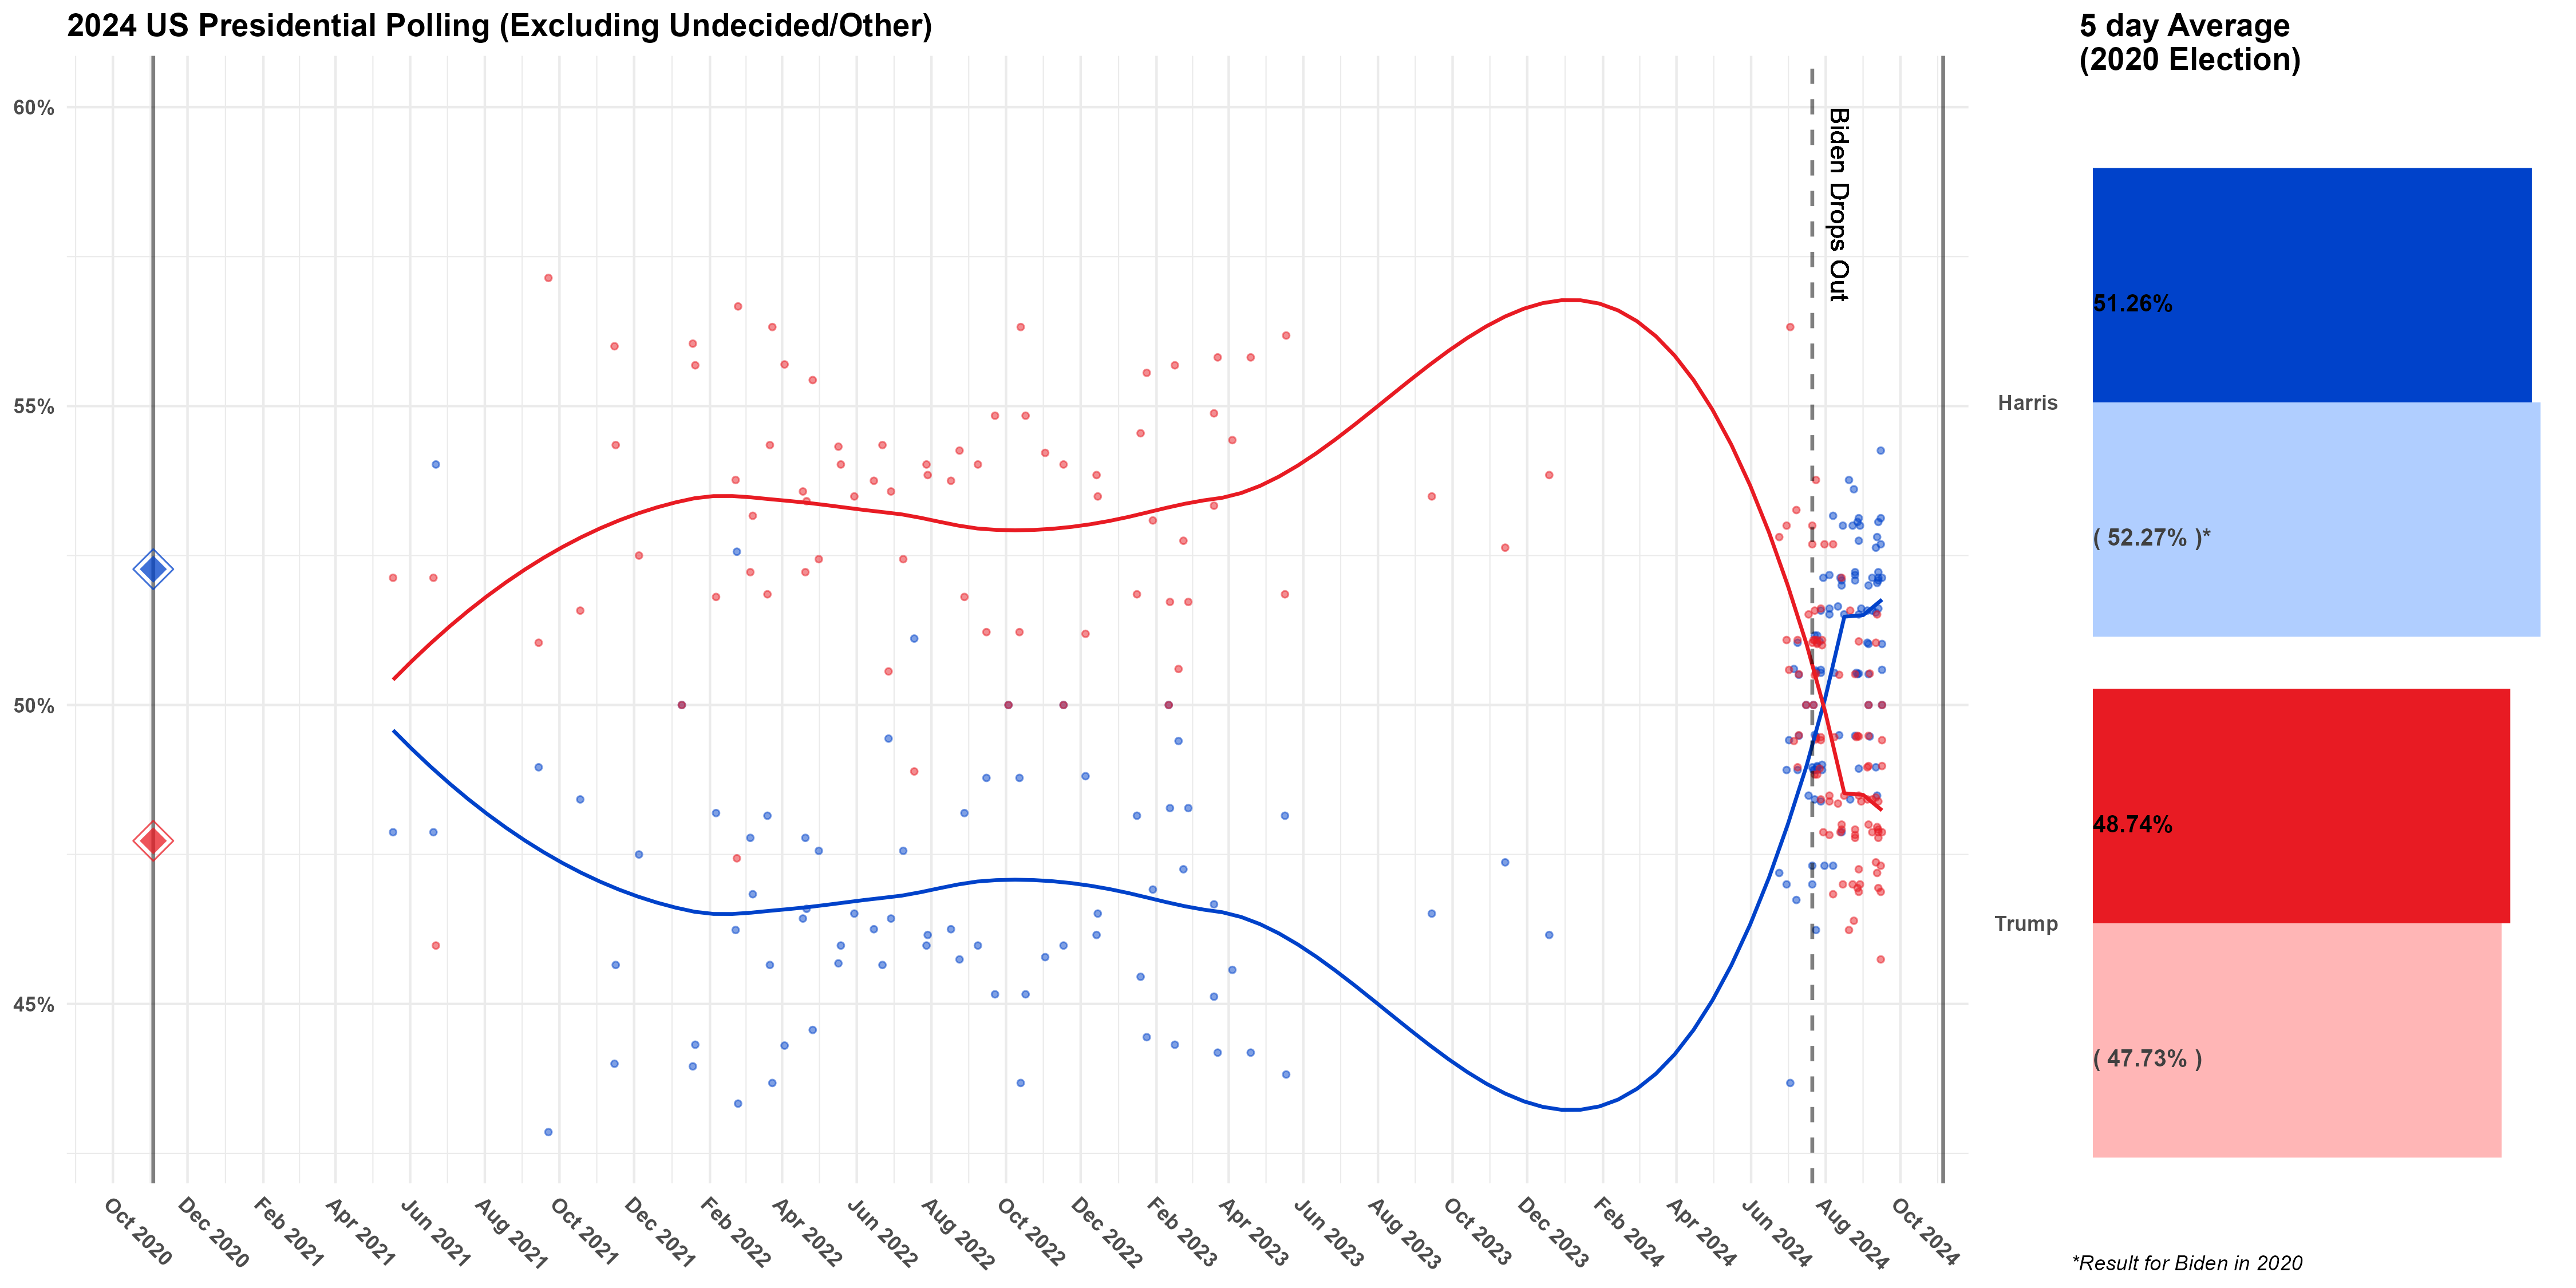 2024 US Presidential Polling (Excluding Undecided/Other)
5 day Average
(2020 Election)
60%
55%
50%
45%
Biden Drops Out
Oct 2020
Dec 2020
Feb 2021
Apr 2021
Jun 2021
Aug 2021
Oct 2021
Dec 2021
Feb 2022
Apr 2022
Jun 2022
Aug 2022
Oct 2022
Dec 2022
Feb 2023
Apr 2023
Jun 2023
Aug 2023
Oct 2023
Dec 2023
Feb 2024
Apr 2024
Jun 2024
Aug 2024
Oct 2024
Harris
51.26%
( 52.27% )*
Trump
48.74%
( 47.73% )
*Result for Biden in 2020